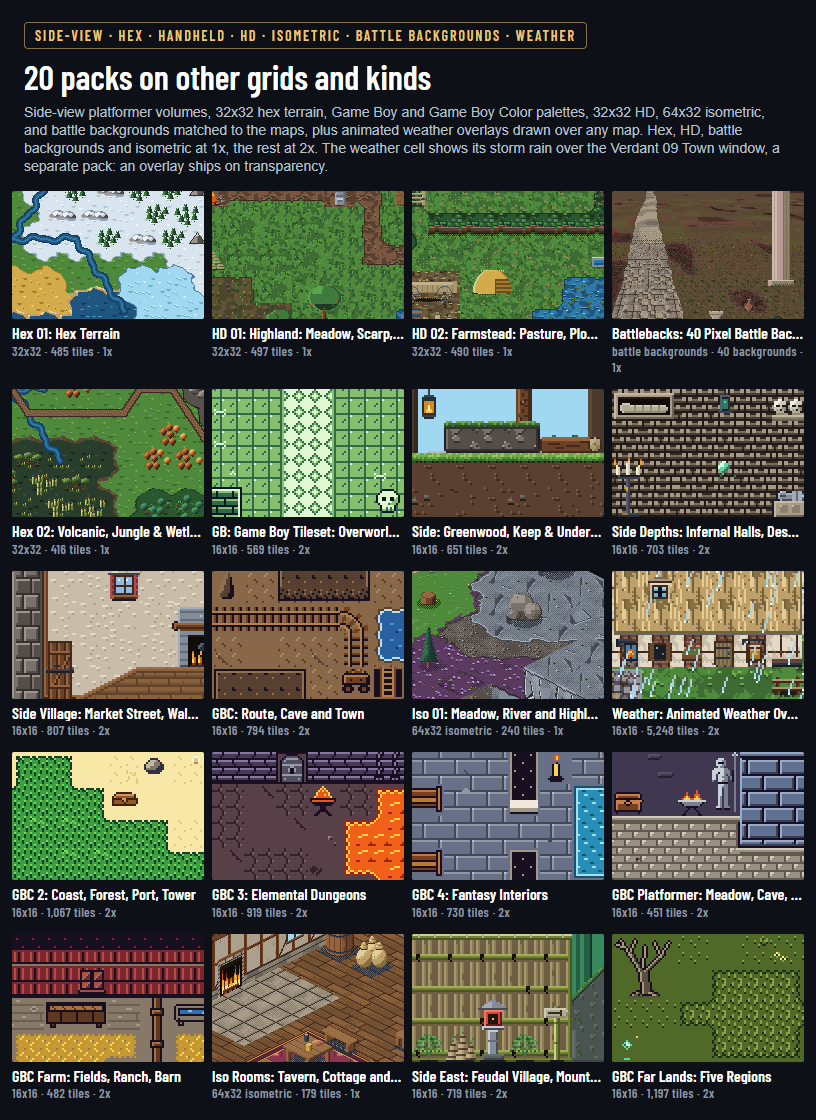 SIDE-VIEW · HEX · HANDHELD · HD · ISOMETRIC · BATTLE BACKGROUNDS · WEATHER
20 packs on other grids and kinds
Side-view platformer volumes, 32x32 hex terrain, Game Boy and Game Boy Color palettes, 32x32 HD, 64x32 isometric,
and battle backgrounds matched to the maps, plus animated weather overlays drawn over any map. Hex, HD, battle
backgrounds and isometric at 1x, the rest at 2x. The weather cell shows its storm rain over the Verdant 09 Town window, a
separate pack: an overlay ships on transparency.
Hex 01: Hex Terrain
32x32 · 485 tiles · 1x
HD 01: Highland: Meadow, Scarp,...
32x32 · 497 tiles · 1x
HD 02: Farmstead: Pasture, Plo...
32x32 · 490 tiles · 1x
Battlebacks: 40 Pixel Battle Bac...
battle backgrounds · 40 backgrounds ·
1x
Hex 02: Volcanic, Jungle & Wetl...
32x32 · 416 tiles · 1x
GB: Game Boy Tileset: Overworl...
16x16 · 569 tiles · 2x
Side: Greenwood, Keep & Under...
16x16 · 651 tiles · 2x
Side Depths: Infernal Halls, Des...
16x16 · 703 tiles · 2x
Side Village: Market Street, Wal...
16x16 · 807 tiles · 2x
GBC: Route, Cave and Town
16x16 · 794 tiles · 2x
Iso 01: Meadow, River and Highl...
64x32 isometric · 240 tiles · 1x
Weather: Animated Weather Ov...
16x16 · 5,248 tiles · 2x
GBC 2: Coast, Forest, Port, Tower
16x16 · 1,067 tiles · 2x
GBC 3: Elemental Dungeons
16x16 · 919 tiles · 2x
GBC 4: Fantasy Interiors
16x16 · 730 tiles · 2x
GBC Platformer: Meadow, Cave, ...
16x16 · 451 tiles · 2x
GBC Farm: Fields, Ranch, Barn
16x16 · 482 tiles · 2x
Iso Rooms: Tavern, Cottage and...
64x32 isometric · 179 tiles · 1x
Side East: Feudal Village, Mount...
16x16 · 719 tiles · 2x
GBC Far Lands: Five Regions
16x16 · 1,197 tiles · 2x